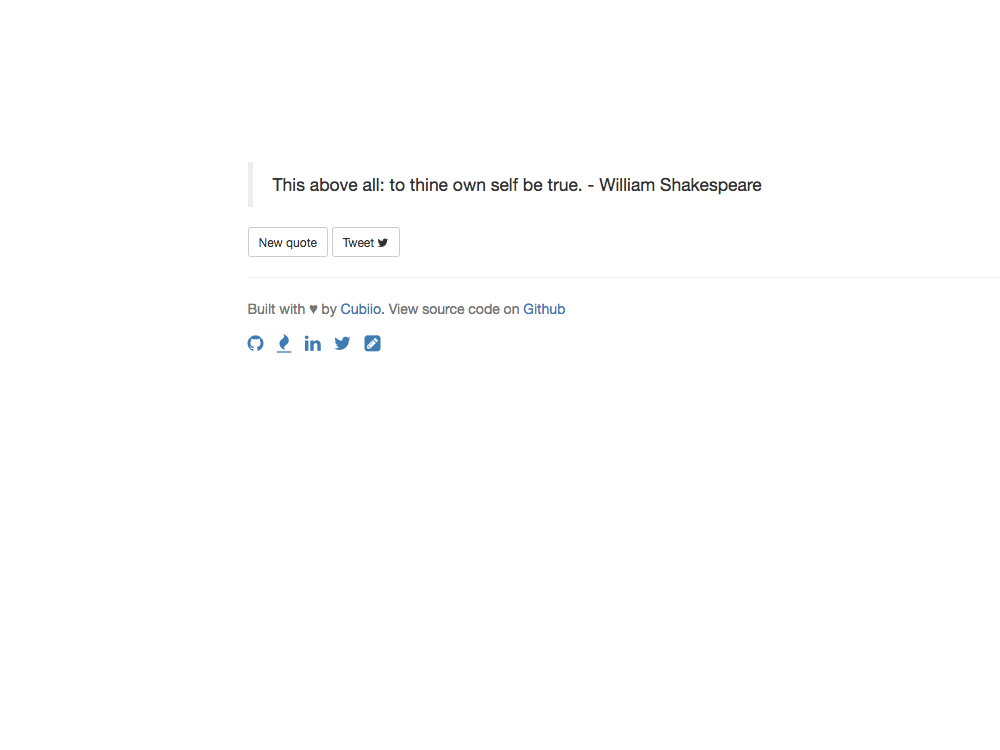 This above all: to thine own self be true. - William Shakespeare
New quote Tweet
Built with ♥ by Cubiio. View source code on Github